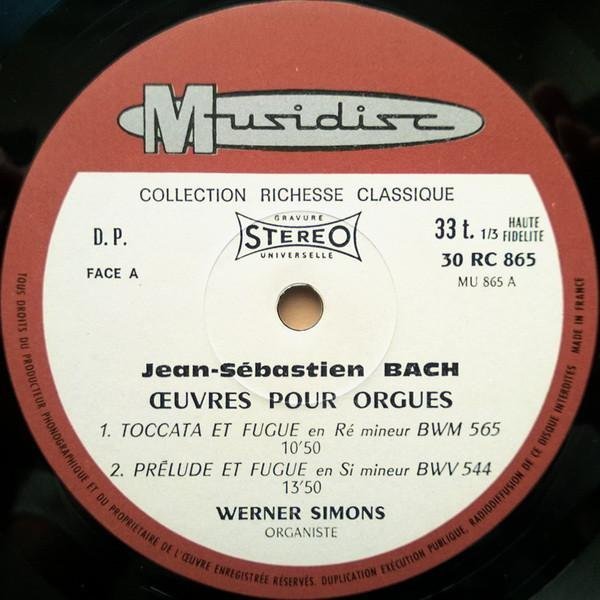 Musidisc
COLLECTION RICHESSE CLASSIQUE
D.P.
FACE A
GRAVURE
STEREO
UNIVERSELLE
33 t. 1/3 HAUTE FIDELITE
30 RC 865
MU 865 A
Jean-Sébastien BACH
ŒUVRES POUR ORGUES
1. TOCCATA ET FUGUE en Ré mineur BWM 565
10'50
2. PRÉLUDE ET FUGUE en Si mineur BWV 544
13'50
WERNER SIMONS
ORGANISTE
TOUS DROITS DU PRODUCTEUR PHONOGRAPHIQUE ET DU PROPRIETAIRE DE L'ŒUVRE ENREGISTRÉE RÉSERVÉS. DUPLICATION EXÉCUTION PUBLIQUE, RADIODIFFUSION DE CE DISQUE INTERDITES MADE IN FRANCE